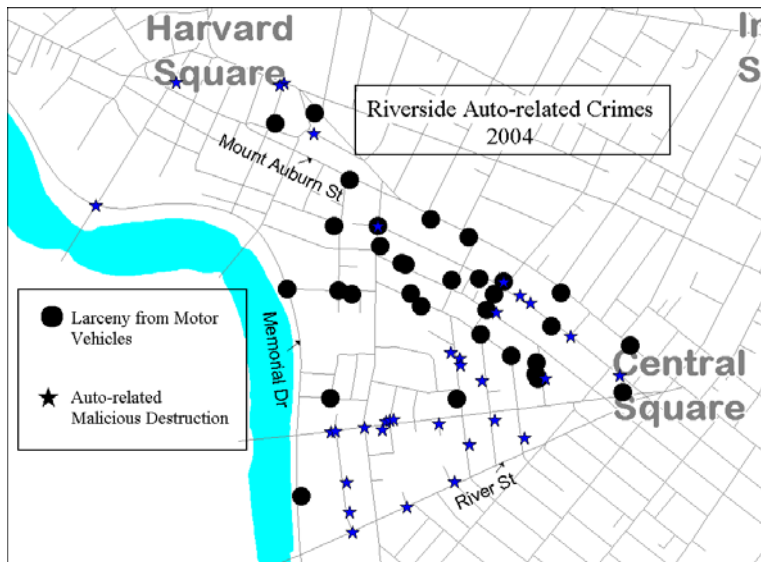 Harvard
Square
In
S
Riverside Auto-related Crimes
2004
Mount Auburn St
Larceny from Motor
Vehicles
Auto-related
Malicious Destruction
Memorial Dr
Central
Square
River St